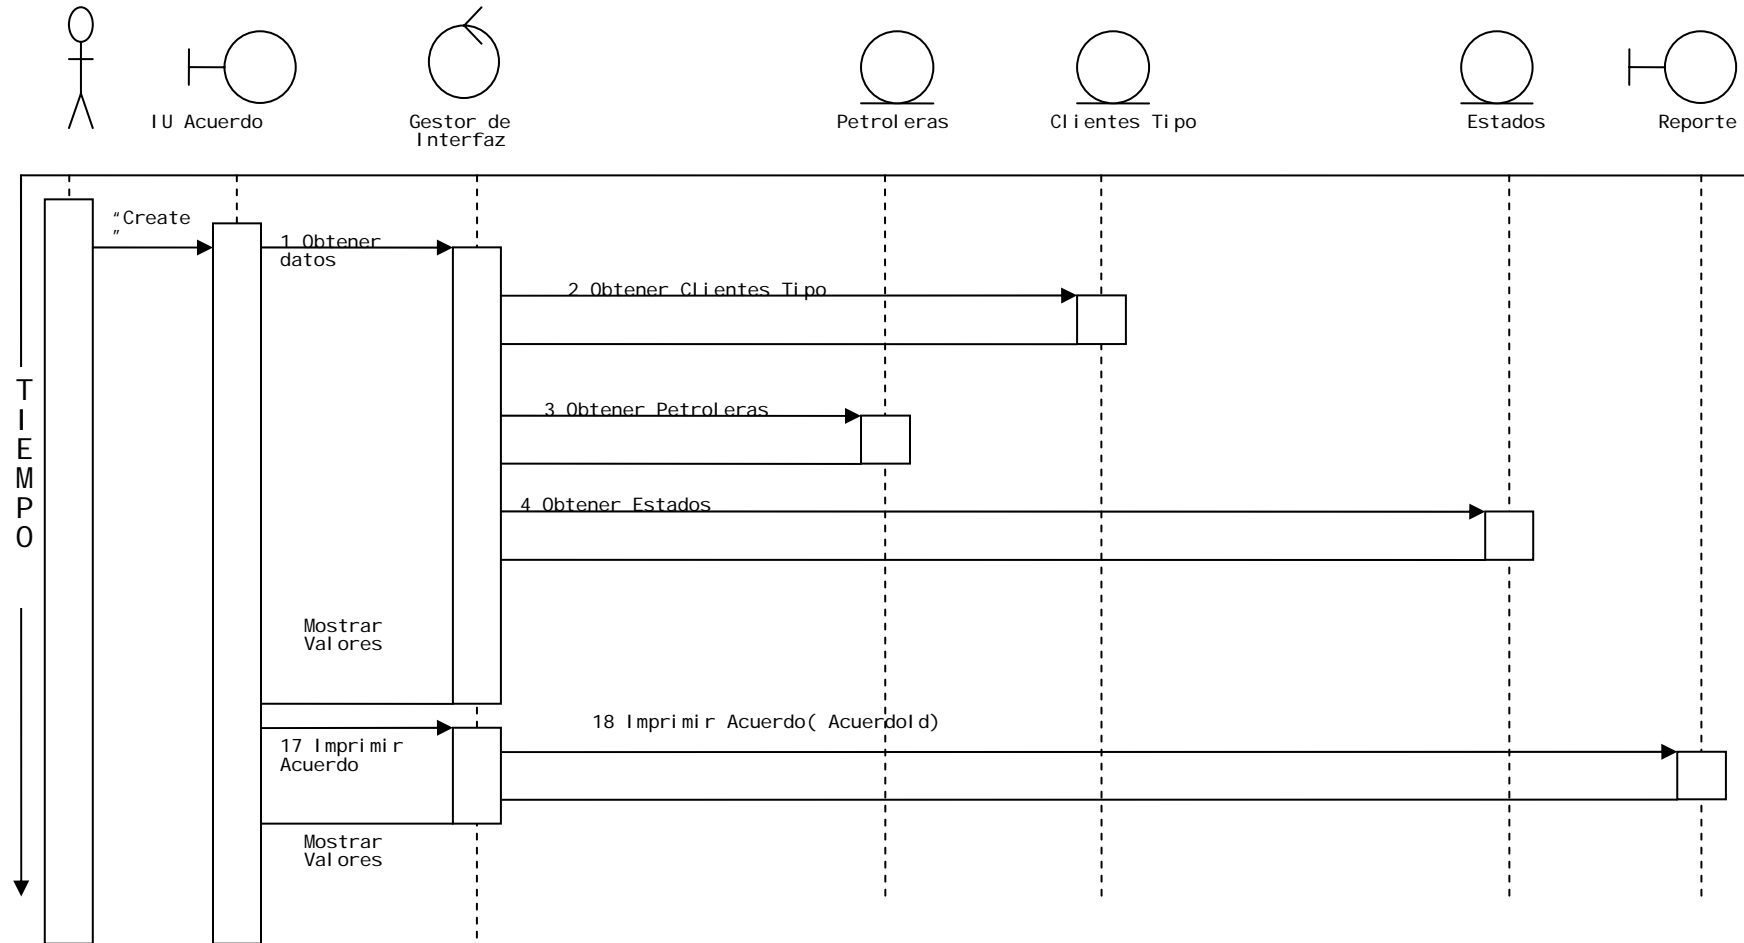 IU Acuerdo
Gestor de
Interfaz
Petroleras
Clientes Tipo
Estados
Reporte
“Create
”
1 Obtener
datos
2 Obtener Clientes Tipo
3 Obtener Petroleras
4 Obtener Estados
TIEMPO
Mostrar
Valores
18 Imprimir Acuerdo( AcuerdoId)
17 Imprimir
Acuerdo
Mostrar
Valores